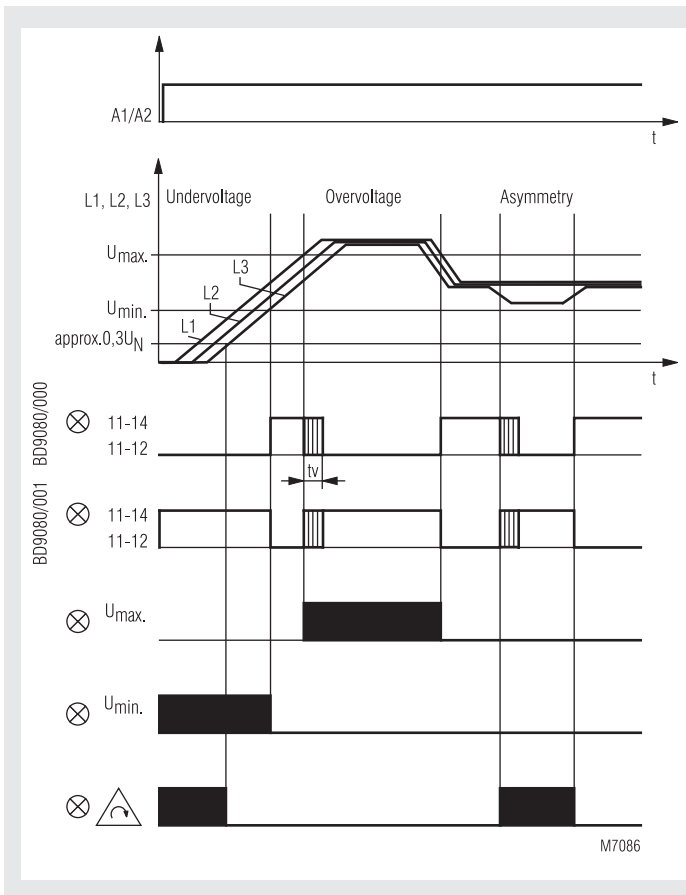 A1/A2
t
L1, L2, L3 Undervoltage Overvoltage Asymmetry
Umax.
L3
L2
Umin.
L1
approx.0,3UN
t
BD9080/000
11-14
11-12
tv
BD9080/001
11-14
11-12
Umax.
Umin.
M7086